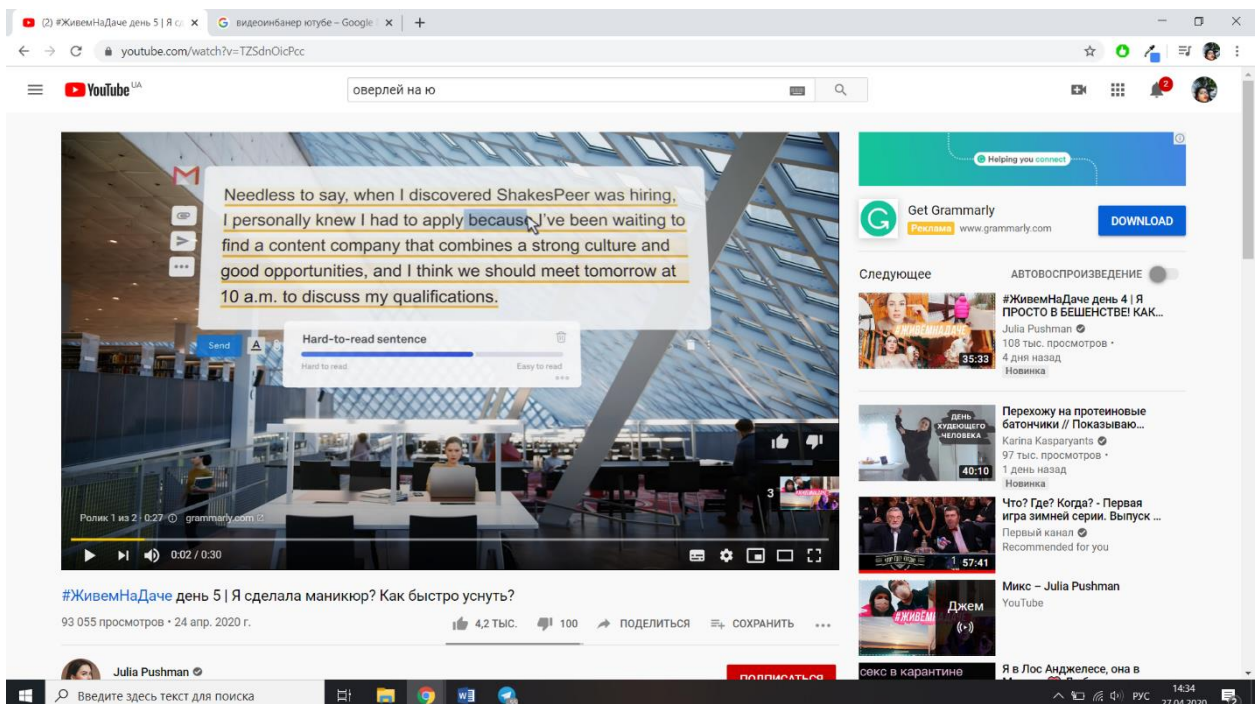 (2) #ЖивемНаДаче день 5 | Я сл
видеоинбанер ютубе – Google
youtube.com/watch?v=TZSdnOicPcc
YouTube UA
оверлей на ю
2
Needless to say, when I discovered ShakesPeer was hiring,
I personally knew I had to apply because I've been waiting to
find a content company that combines a strong culture and
good opportunities, and I think we should meet tomorrow at
10 a.m. to discuss my qualifications.
Send A
Hard-to-read sentence
Hard to read Easy to read
3
Ролик 1 из 2 · 0:27 grammarly.com
0:02 / 0:30
#ЖивемНаДаче день 5 | Я сделала маникюр? Как быстро уснуть?
93 055 просмотров • 24 апр. 2020 г.
4,2 ТЫС. 100 ПОДЕЛИТЬСЯ СОХРАНИТЬ
Julia Pushman
ПОДПИСАТЬСЯ
Helping you connect
Get Grammarly
Реклама www.grammarly.com
DOWNLOAD
Следующее АВТОВОСПРОИЗВЕДЕНИЕ
#ЖИВЕМНАДАЧЕ
35:33
#ЖивемНаДаче день 4 | Я
ПРОСТО В БЕШЕНСТВЕ! КАК...
Julia Pushman
108 тыс. просмотров •
4 дня назад
Новинка
ДЕНЬ
ХУДЕЮЩЕГО
ЧЕЛОВЕКА
40:10
Перехожу на протеиновые
батончики // Показываю...
Karina Kasparyants
97 тыс. просмотров •
1 день назад
Новинка
1 57:41
Что? Где? Когда? - Первая
игра зимней серии. Выпуск ...
Первый канал
Recommended for you
Джем
Микс – Julia Pushman
YouTube
секс в карантине
Я в Лос Анджелесе, она в
Введите здесь текст для поиска
РУС
14:34
27.04.2020